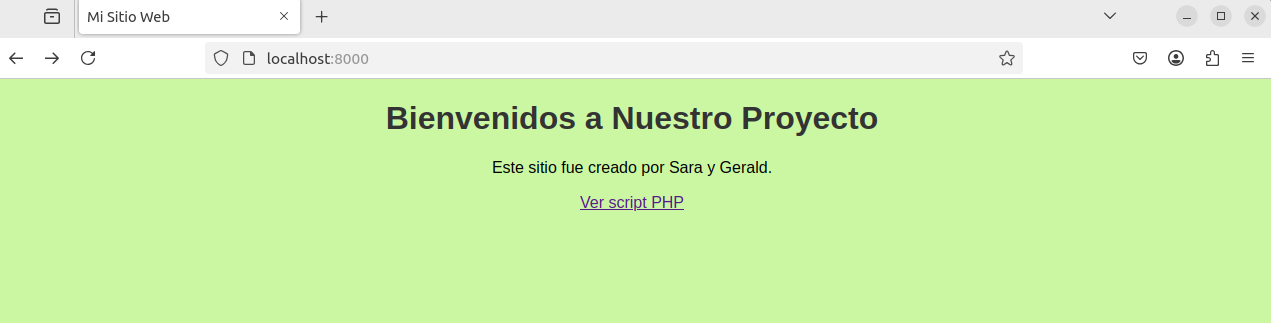 Mi Sitio Web
localhost:8000
Bienvenidos a Nuestro Proyecto
Este sitio fue creado por Sara y Gerald.
Ver script PHP